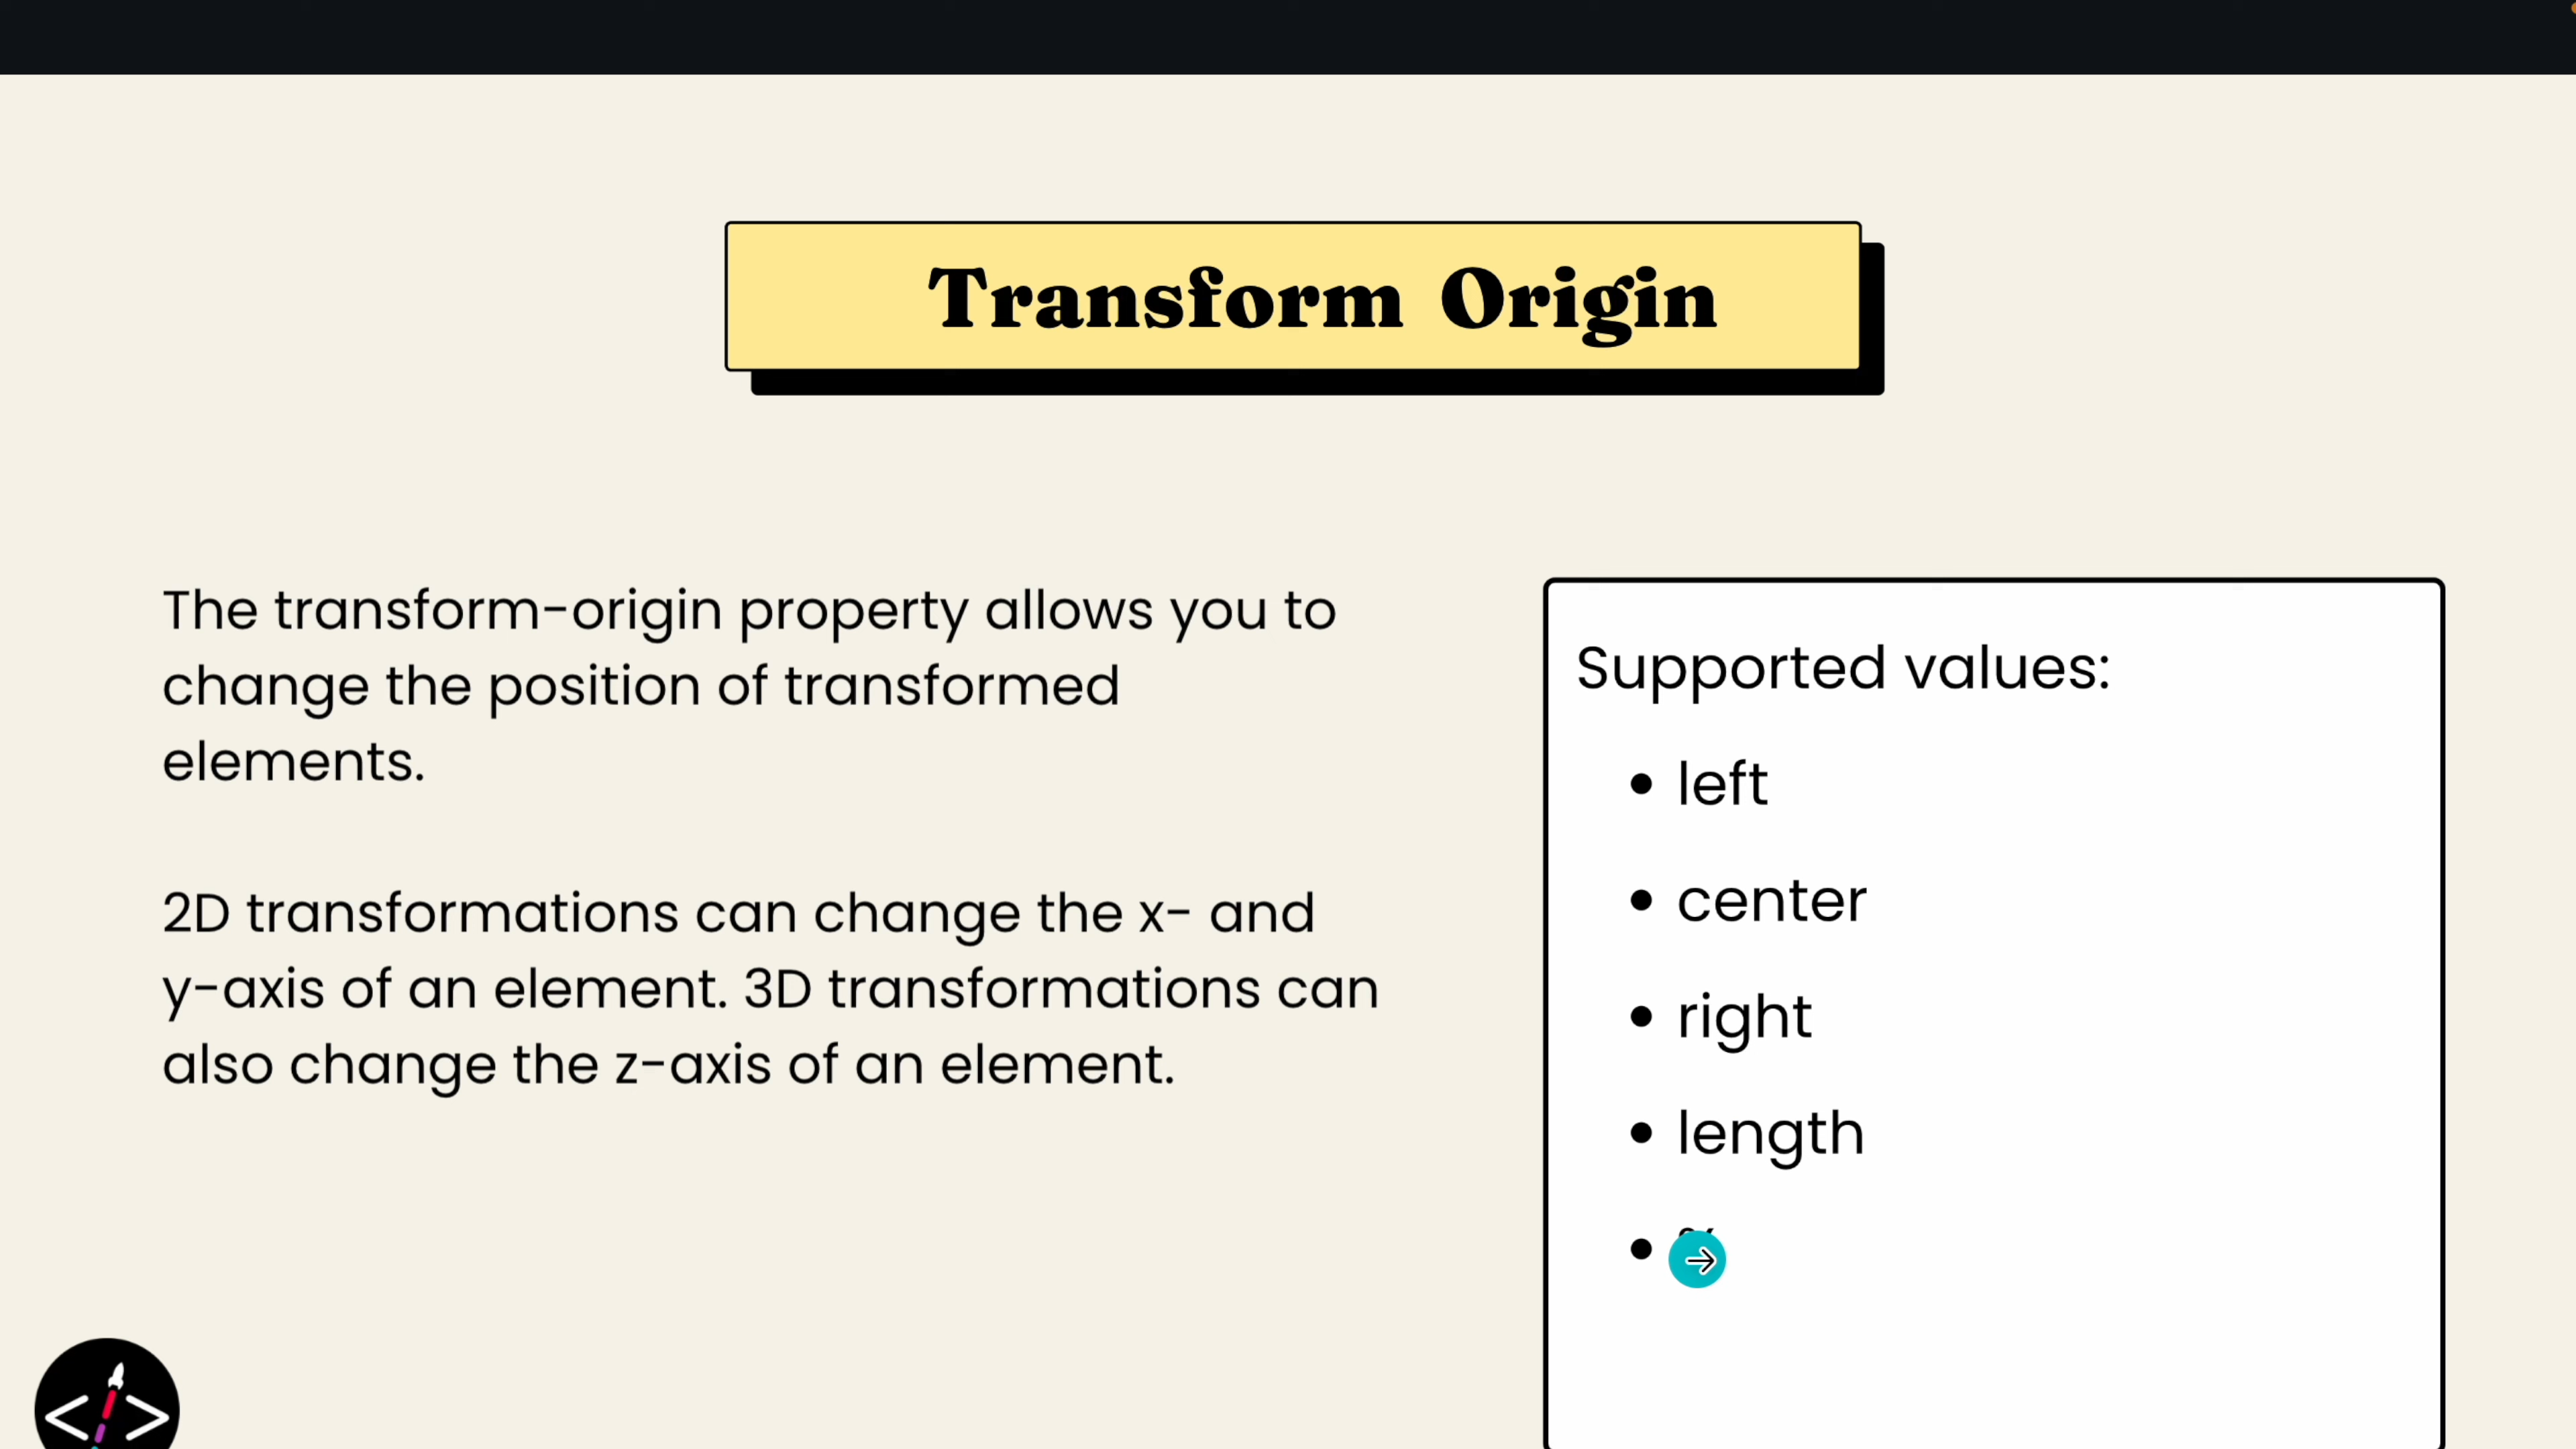 Transform Origin
The transform-origin property allows you to
change the position of transformed
elements.
2D transformations can change the x- and
y-axis of an element. 3D transformations can
also change the z-axis of an element.
Supported values:
• left
• center
• right
• length
• %